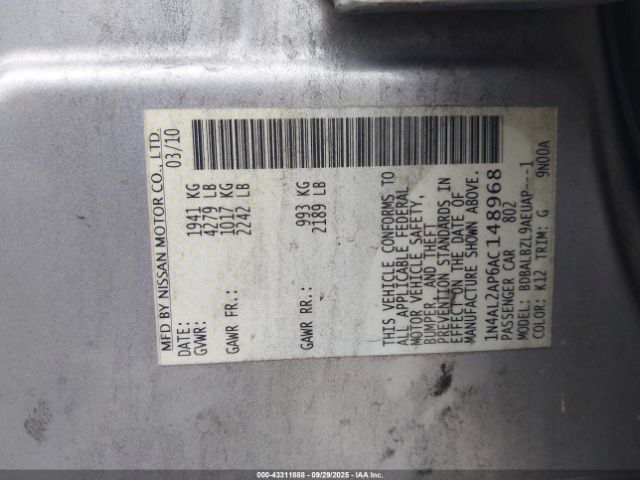 MFD BY NISSAN MOTOR CO., LTD.
DATE: 03/10
GVWR: 1941 KG
4279 LB
GAWR FR: 1017 KG
2242 LB
GAWR RR: 993 KG
2189 LB
THIS VEHICLE CONFORMS TO
ALL APPLICABLE FEDERAL
MOTOR VEHICLE SAFETY,
BUMPER, AND THEFT
PREVENTION STANDARDS IN
EFFECT ON THE DATE OF
MANUFACTURE SHOWN ABOVE.
1N4AL2AP6AC148968
PASSENGER CAR 802
MODEL: BDBALBZL9AEUAP---1
COLOR: K12 TRIM: G 9N00A
000-43311888 - 09/29/2025 - IAA Inc.